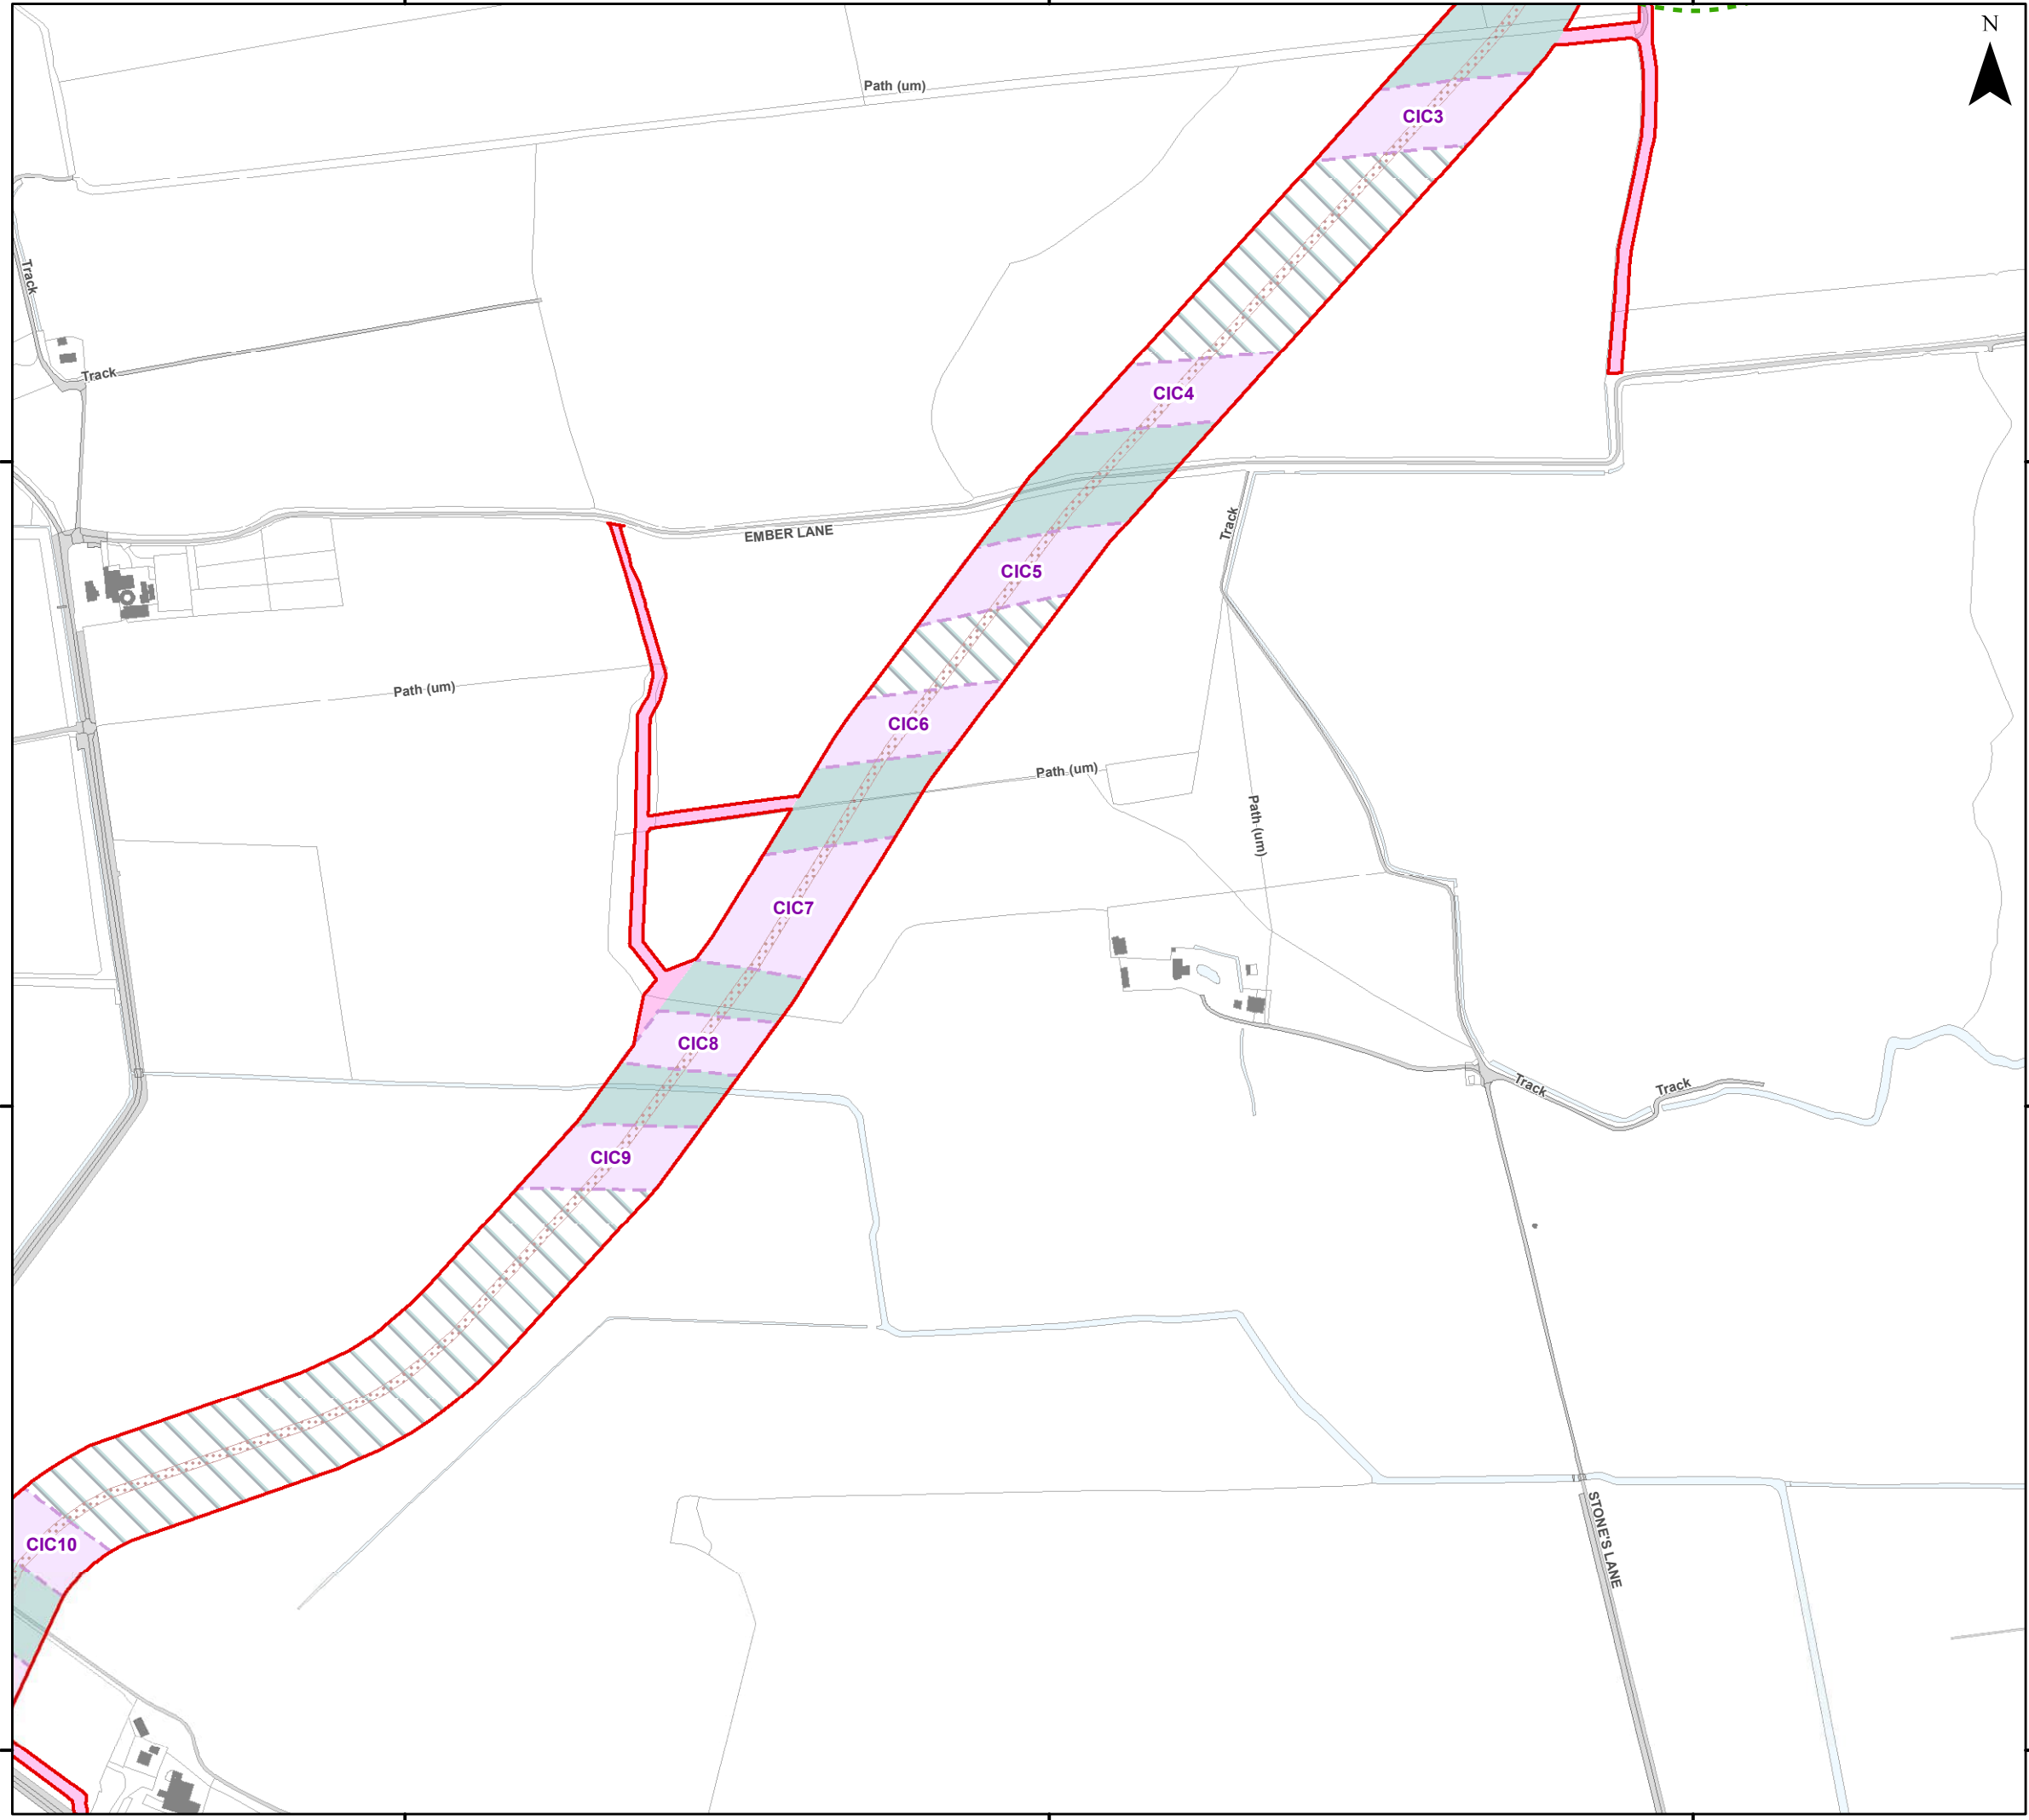 N
Path (um)
CIC3
Track
Track
CIC4
EMBER LANE
Track
CIC5
Path (um)
CIC6
Path (um)
Path (um)
CIC7
CIC8
Track
Track
CIC9
STONE'S LANE
CIC10